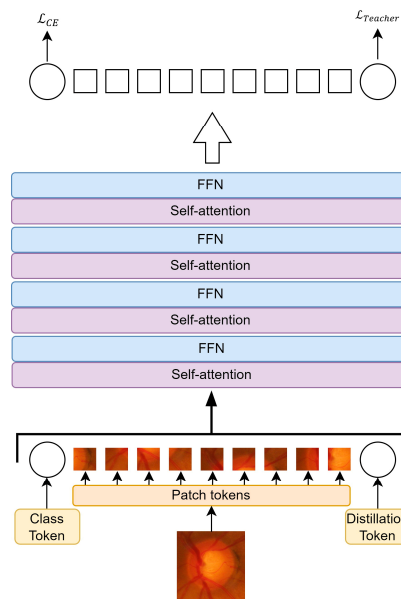 ℒ_CE
ℒ_Teacher
FFN
Self-attention
FFN
Self-attention
FFN
Self-attention
FFN
Self-attention
Patch tokens
Class
Token
Distillation
Token